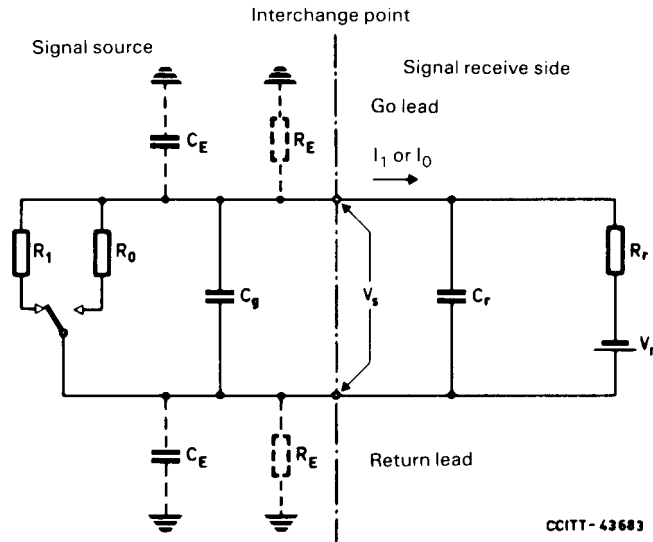 Interchange point
Signal source
Signal receive side
Go lead
C_E
R_E
I_1 or I_0
R_1
R_0
C_g
V_s
C_r
R_r
V_r
C_E
R_E
Return lead
CCITT-43683